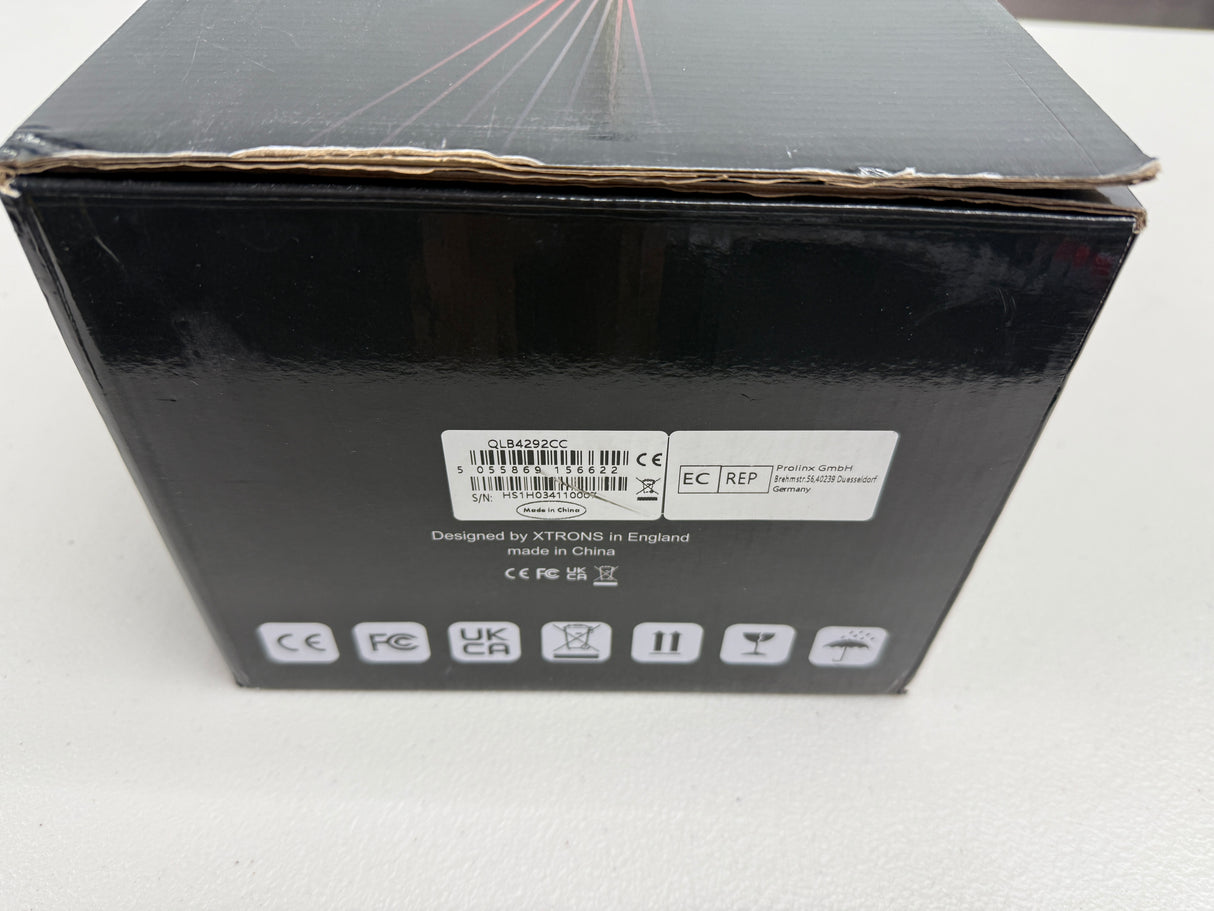 QLB4292CC
5 055869 156622
CE
S/N: HS1H034110007
Made in China
EC REP
Prolinx GmbH
Brehmstr.56,40239 Duesseldorf
Germany
Designed by XTRONS in England
made in China
CE FC UK CA
CE FC UK CA